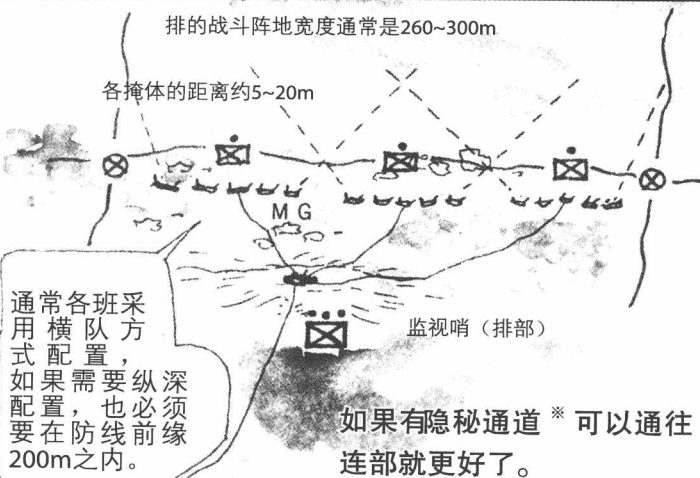 排的战斗阵地宽度通常是260~300m
各掩体的距离约5~20m
M G
监视哨（排部）
通常各班采
用横队方
式配置，
如果需要纵深
配置，也必须
要在防线前缘
200m之内。
如果有隐秘通道※可以通往
连部就更好了。